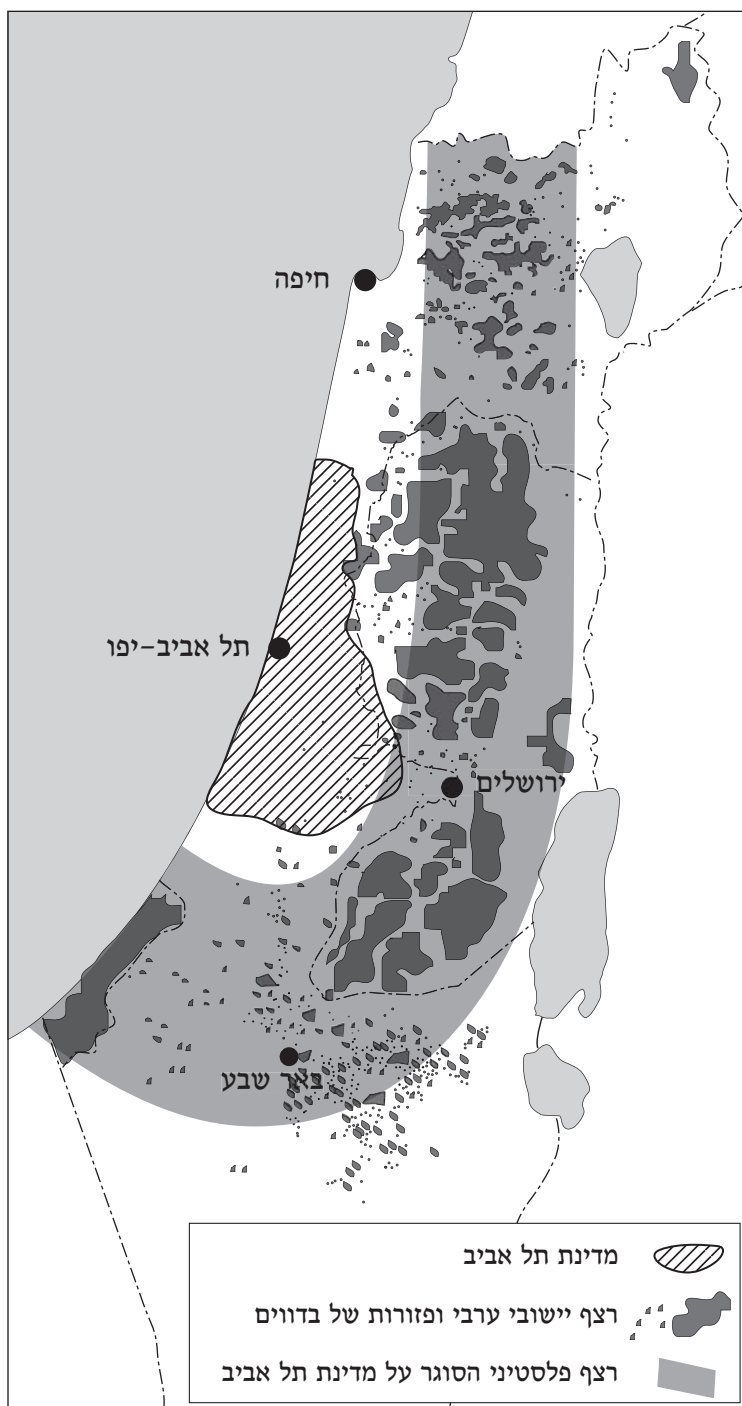 חיפה
תל אביב-יפו
ירושלים
באר שבע
מדינת תל אביב
רצף יישובי ערבי ופזורות של בדווים
רצף פלסטיני הסוגר על מדינת תל אביב